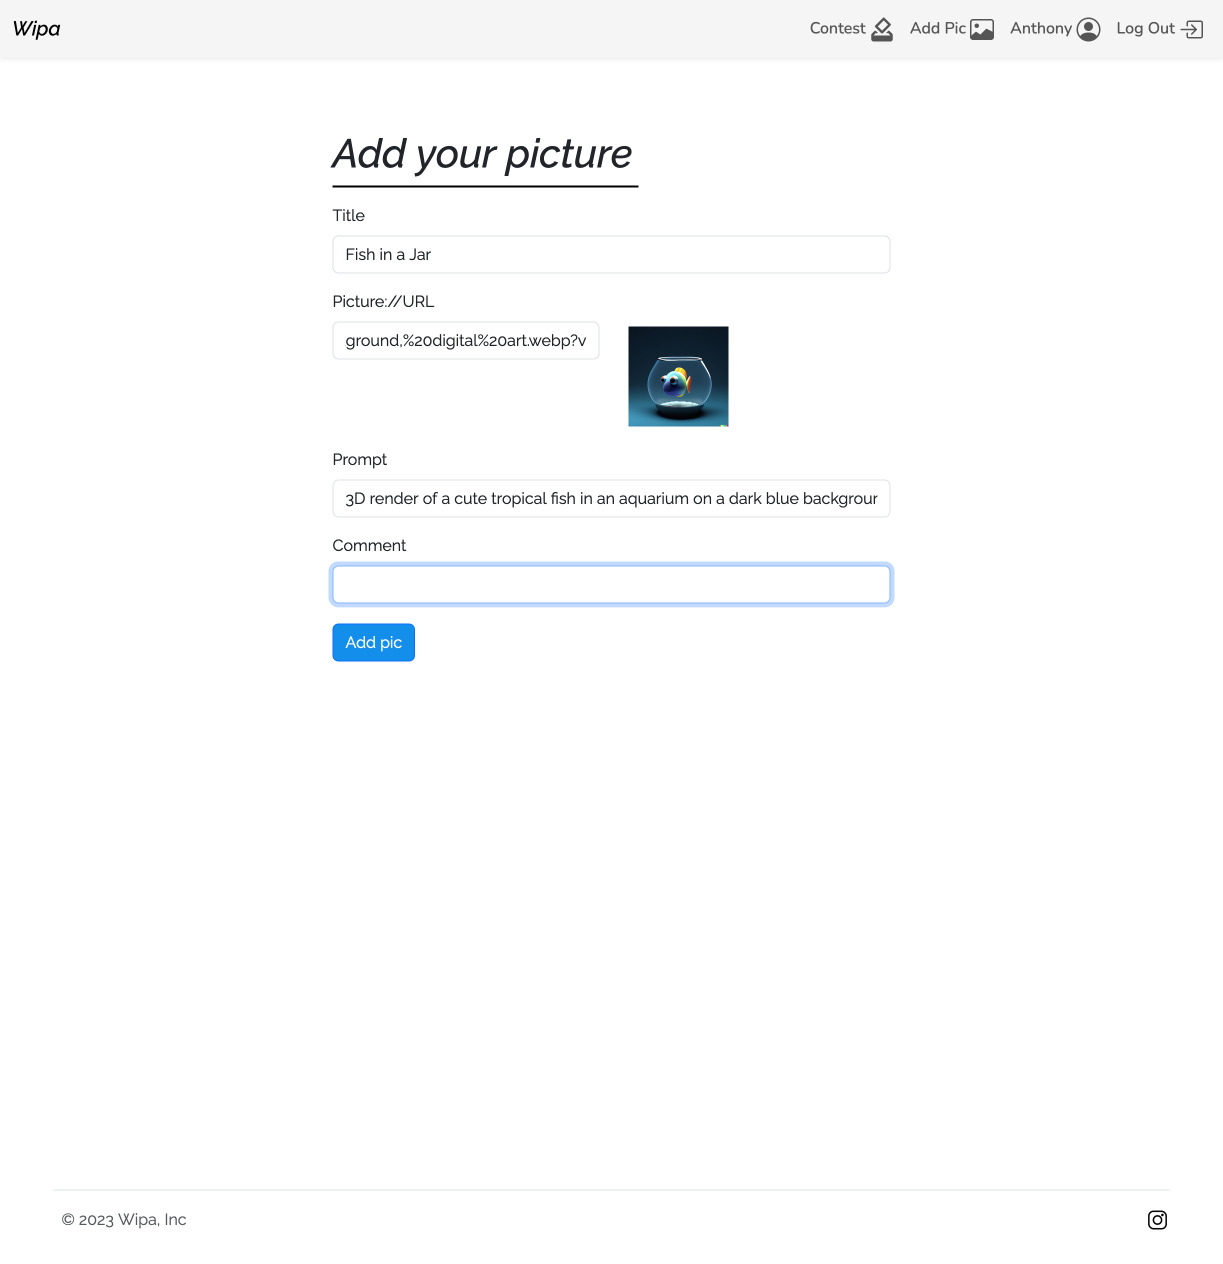 Wipa
Contest Add Pic Anthony Log Out
Add your picture
Title
Fish in a Jar
Picture://URL
ground,%20digital%20art.webp?v
Prompt
3D render of a cute tropical fish in an aquarium on a dark blue backgrour
Comment
Add pic
© 2023 Wipa, Inc